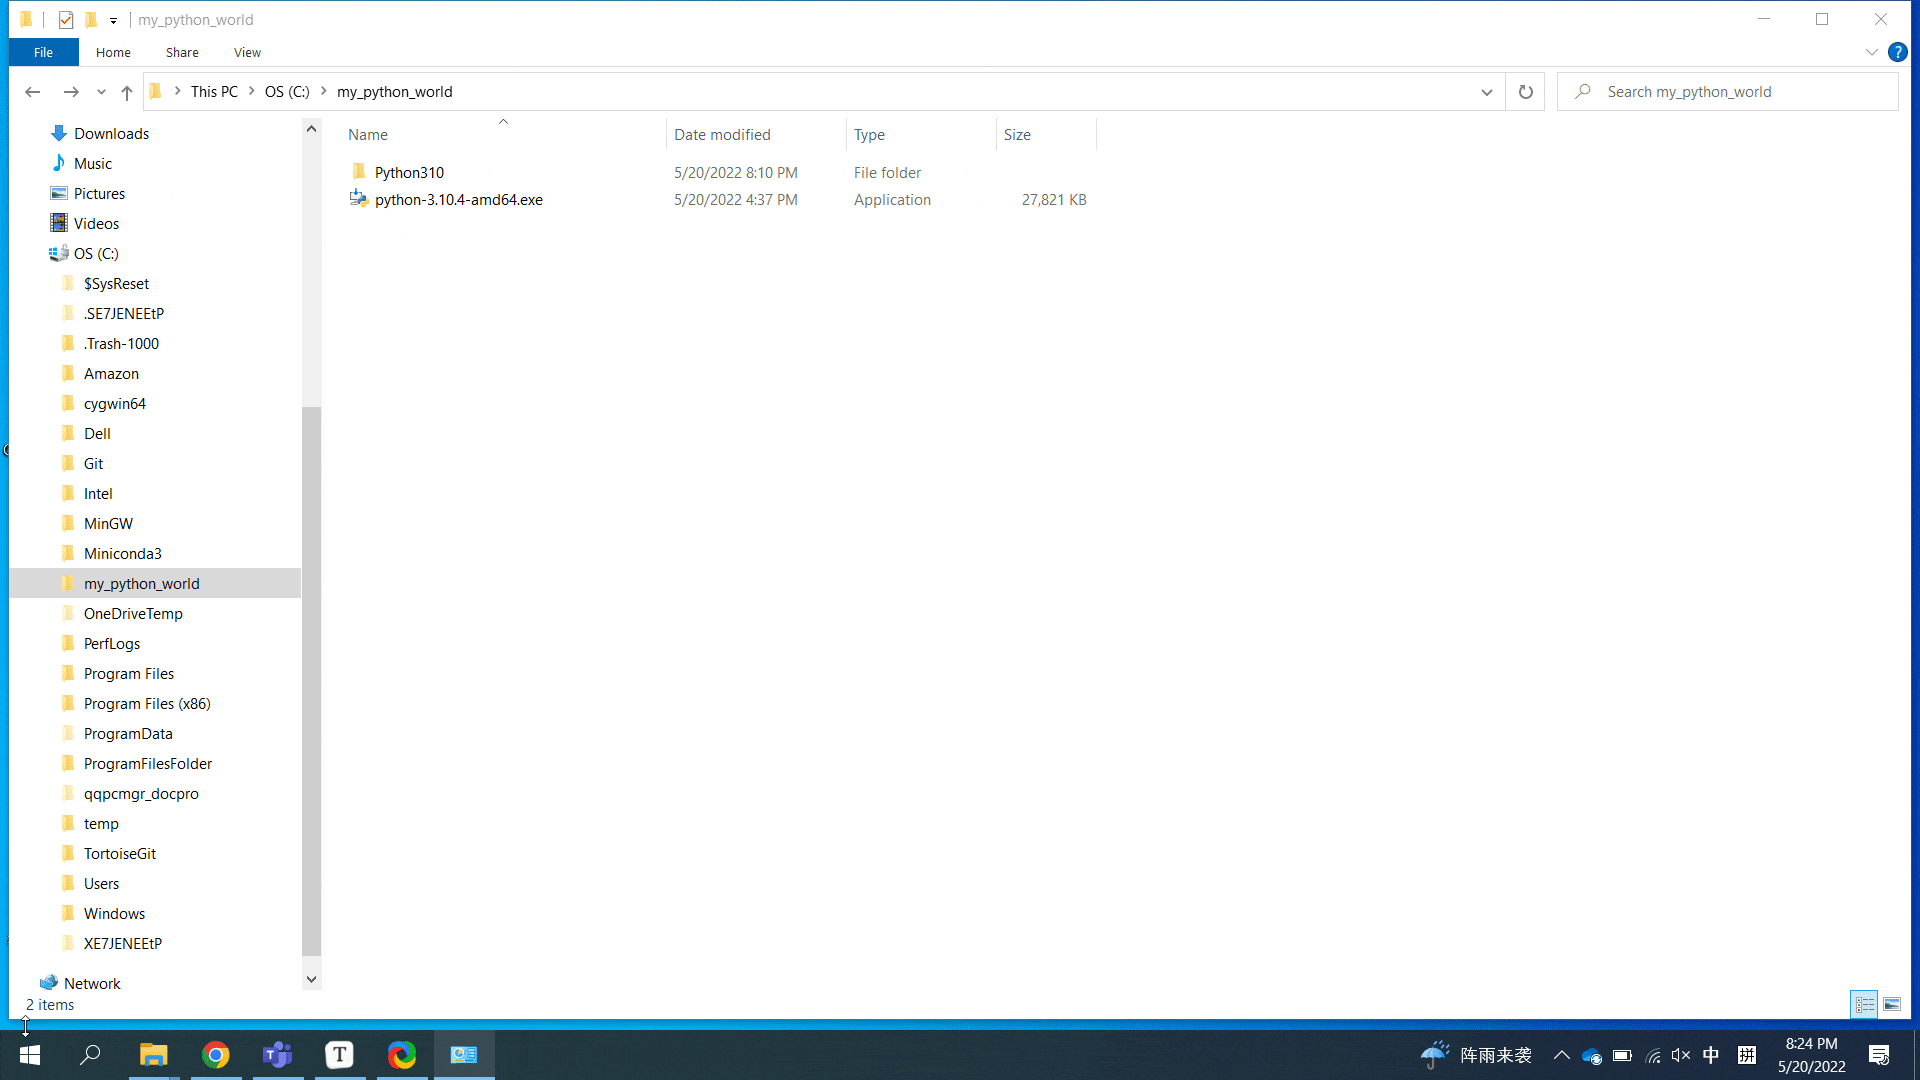 my_python_world
File Home Share View
This PC OS (C:) my_python_world
Search my_python_world
Name Date modified Type Size
Python310 5/20/2022 8:10 PM File folder
python-3.10.4-amd64.exe 5/20/2022 4:37 PM Application 27,821 KB
Downloads
Music
Pictures
Videos
OS (C:)
$SysReset
.SE7JENEEtP
.Trash-1000
Amazon
cygwin64
Dell
Git
Intel
MinGW
Miniconda3
my_python_world
OneDriveTemp
PerfLogs
Program Files
Program Files (x86)
ProgramData
ProgramFilesFolder
qqpcmgr_docpro
temp
TortoiseGit
Users
Windows
XE7JENEEtP
Network
2 items
阵雨来袭 中 拼
8:24 PM
5/20/2022